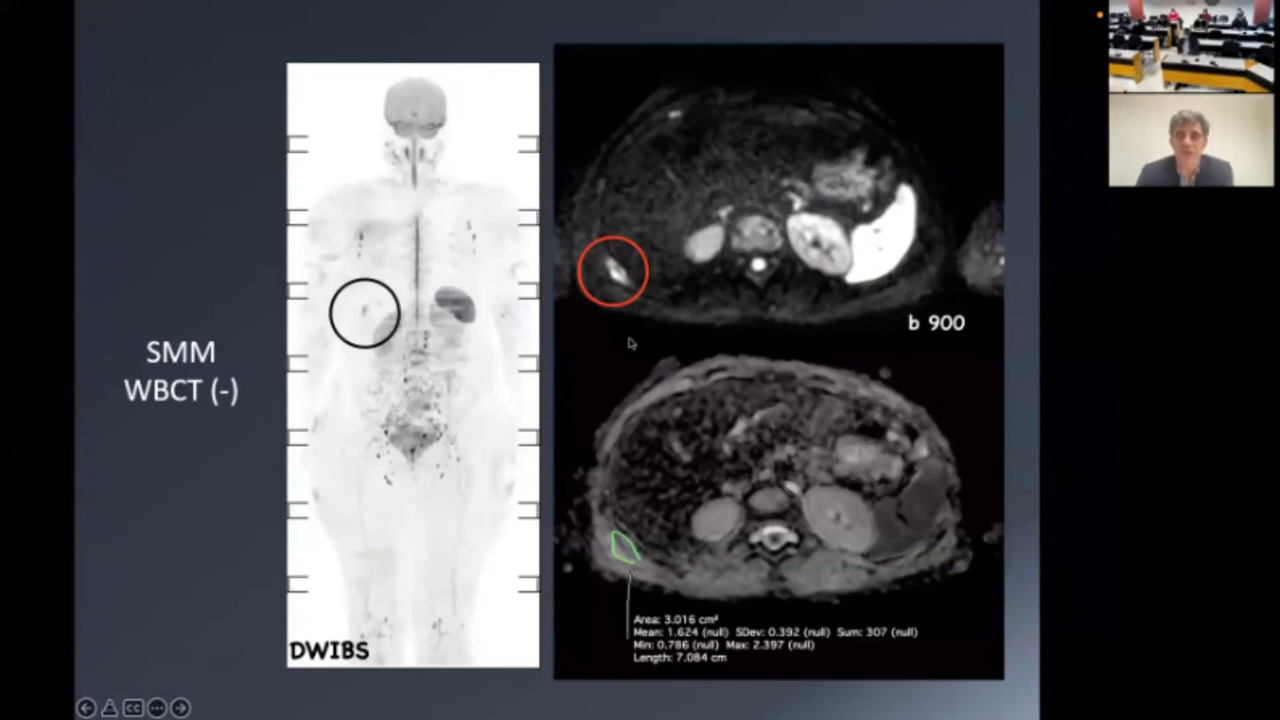 SMM
WBCT (-)
DWIBS
b 900
Area: 3.016 cm²
Mean: 1.624 (null) SDev: 0.392 (null) Sum: 307 (null)
Min: 0.786 (null) Max: 2.397 (null)
Length: 7.084 cm
CC